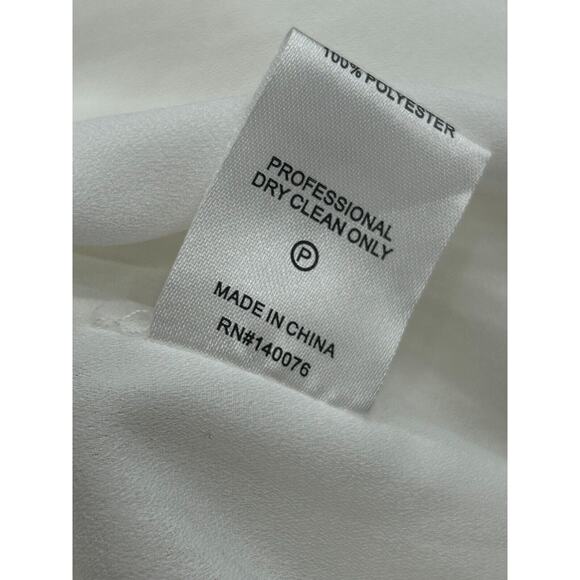 100% POLYESTER
PROFESSIONAL
DRY CLEAN ONLY
P
MADE IN CHINA
RN#140076